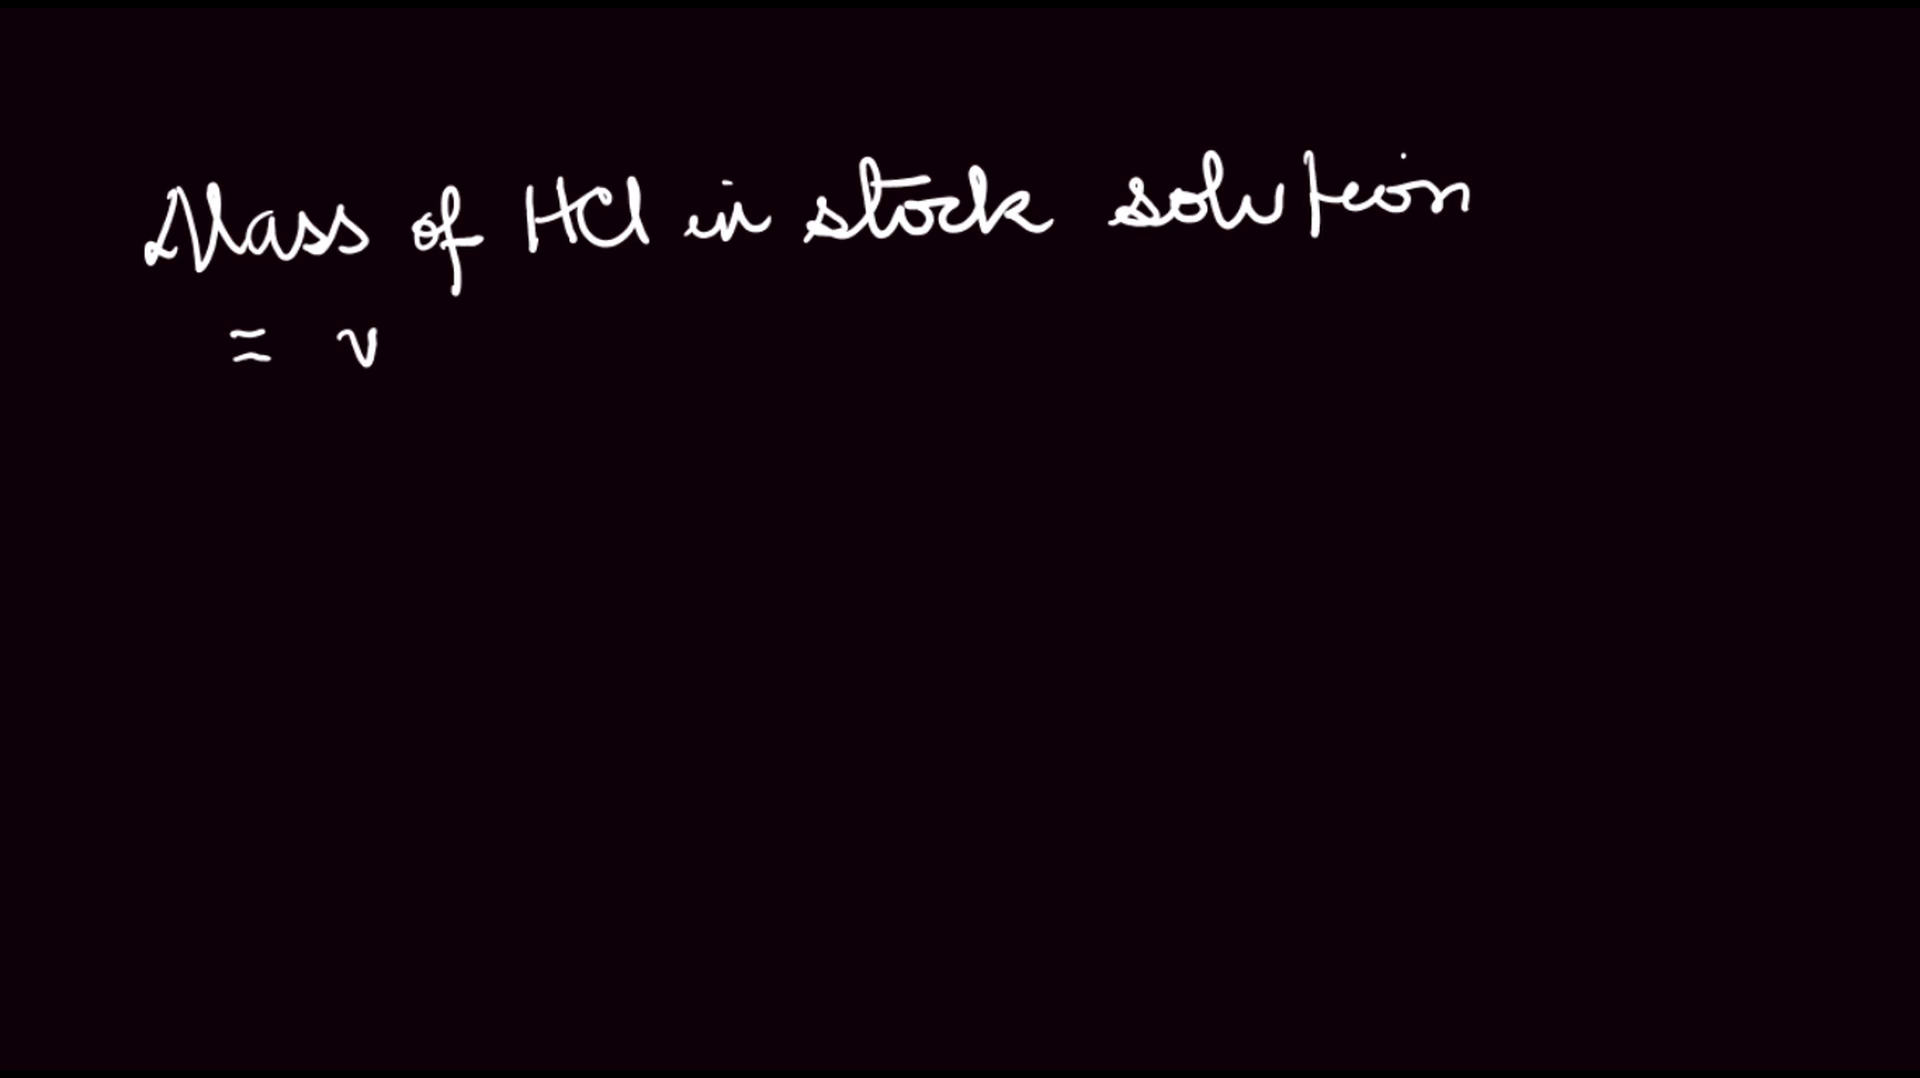 Mass of HCl in stock solution
= v